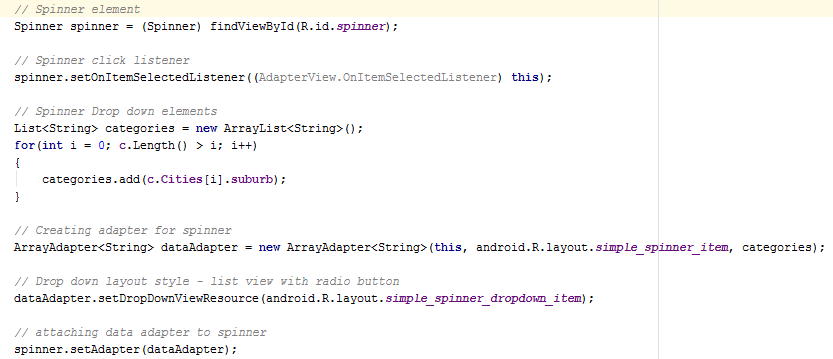 // Spinner element
Spinner spinner = (Spinner) findViewById(R.id.spinner);
// Spinner click listener
spinner.setOnItemSelectedListener((AdapterView.OnItemSelectedListener) this);
// Spinner Drop down elements
List<String> categories = new ArrayList<String>();
for(int i = 0; c.Length() > i; i++)
{
categories.add(c.Cities[i].suburb);
}
// Creating adapter for spinner
ArrayAdapter<String> dataAdapter = new ArrayAdapter<String>(this, android.R.layout.simple_spinner_item, categories);
// Drop down layout style - list view with radio button
dataAdapter.setDropDownViewResource(android.R.layout.simple_spinner_dropdown_item);
// attaching data adapter to spinner
spinner.setAdapter(dataAdapter);